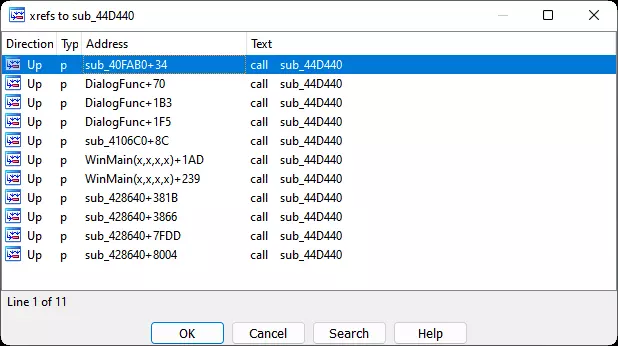 xrefs to sub_44D440
Direction Typ Address Text
Up p sub_40FAB0+34 call sub_44D440
Up p DialogFunc+70 call sub_44D440
Up p DialogFunc+1B3 call sub_44D440
Up p DialogFunc+1F5 call sub_44D440
Up p sub_4106C0+8C call sub_44D440
Up p WinMain(x,x,x,x)+1AD call sub_44D440
Up p WinMain(x,x,x,x)+239 call sub_44D440
Up p sub_428640+381B call sub_44D440
Up p sub_428640+3866 call sub_44D440
Up p sub_428640+7FDD call sub_44D440
Up p sub_428640+8004 call sub_44D440
Line 1 of 11
OK Cancel Search Help